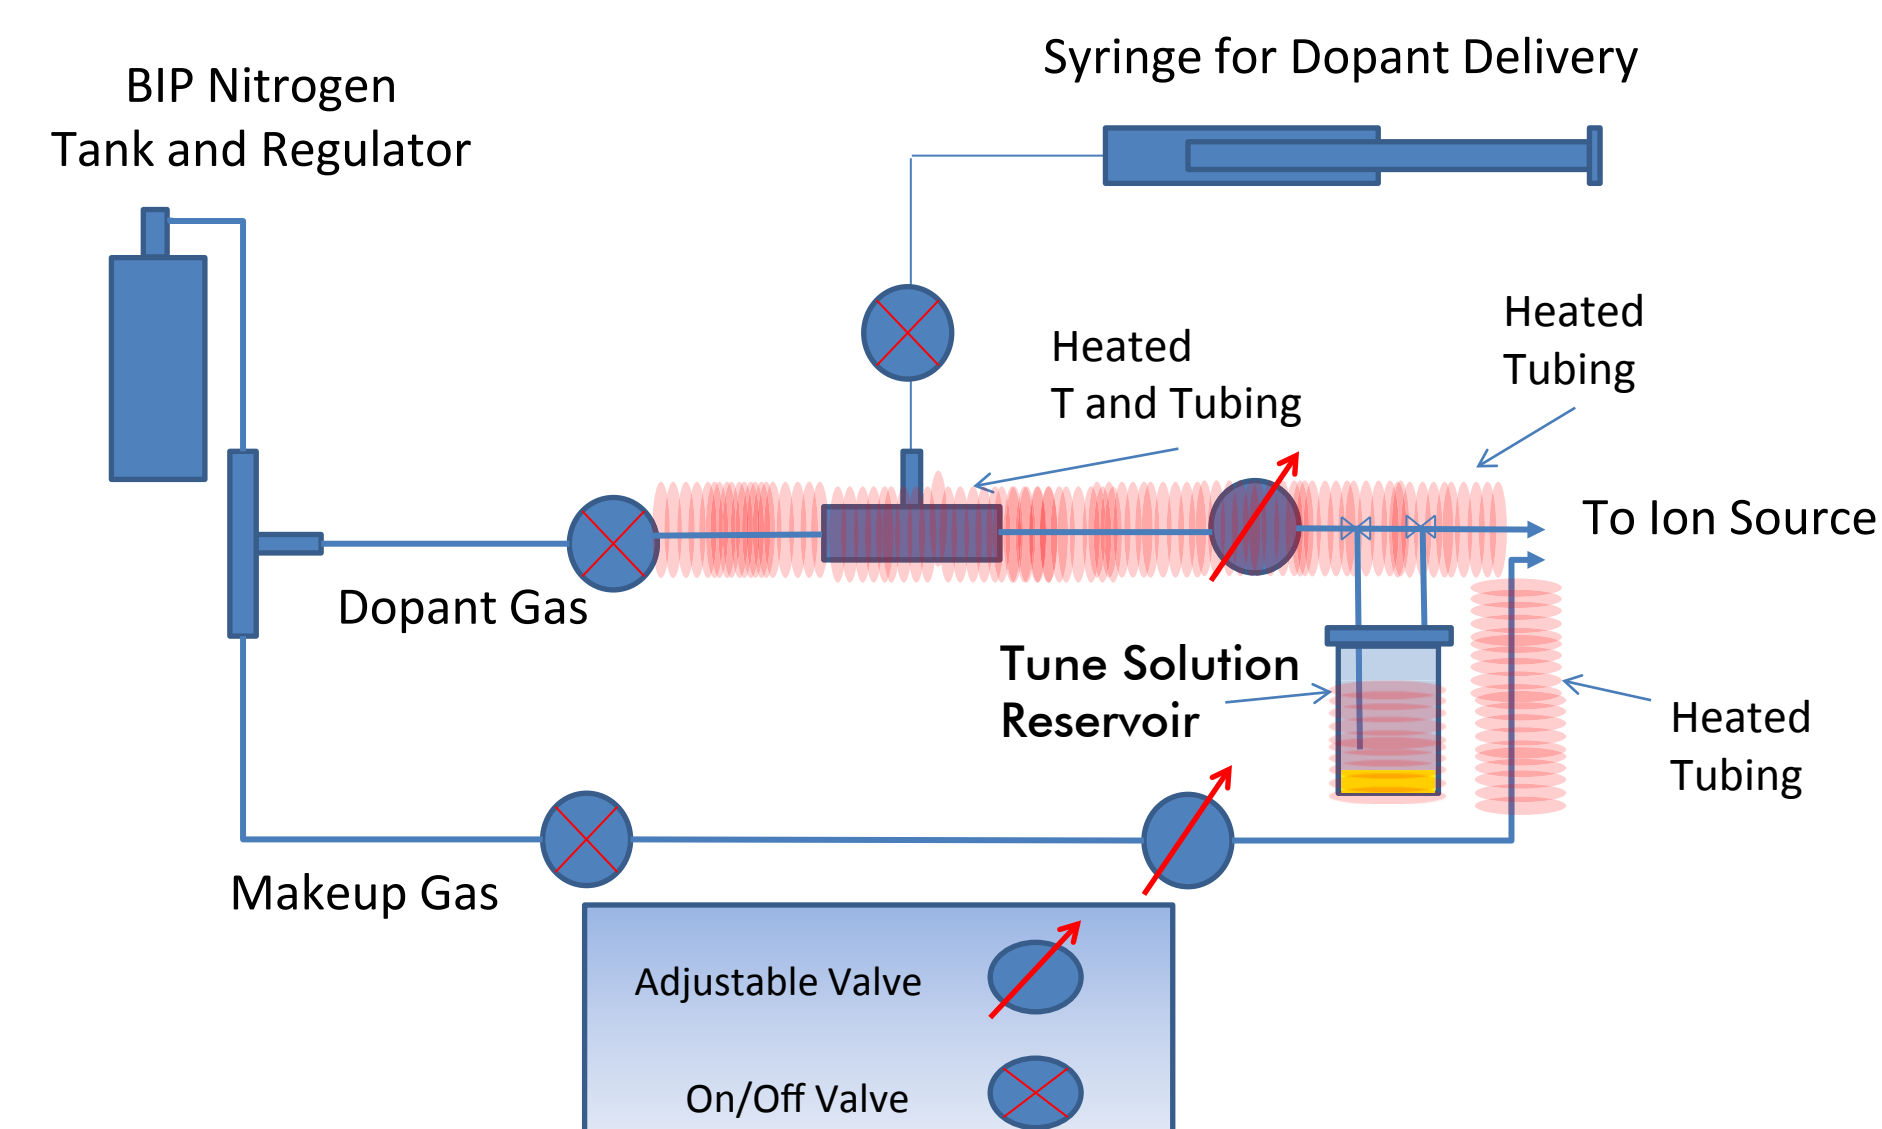 Syringe for Dopant Delivery
BIP Nitrogen
Tank and Regulator
Heated
Tubing
Heated
T and Tubing
To Ion Source
Dopant Gas
Tune Solution
Reservoir
Heated
Tubing
Makeup Gas
Adjustable Valve
On/Off Valve